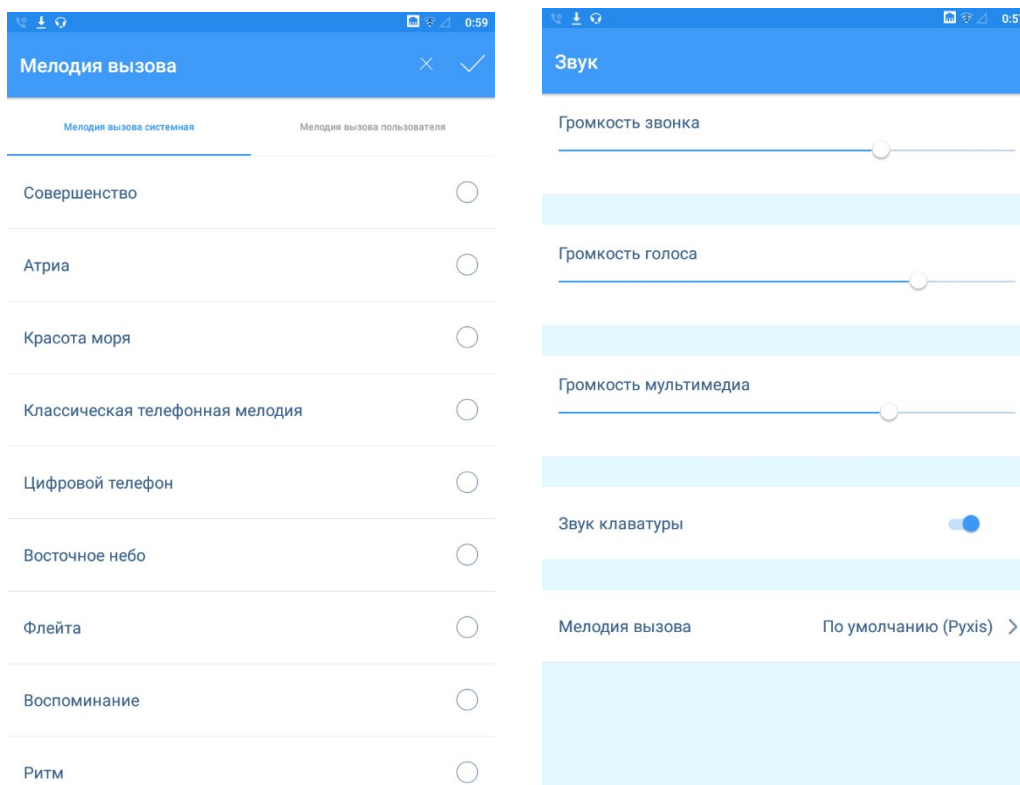 0:59
Мелодия вызова
Мелодия вызова системная
Мелодия вызова пользователя
Совершенство
Атриа
Красота моря
Классическая телефонная мелодия
Цифровой телефон
Восточное небо
Флейта
Воспоминание
Ритм
Звук
Громкость звонка
Громкость голоса
Громкость мультимедиа
Звук клаватуры
Мелодия вызова По умолчанию (Pyxis)